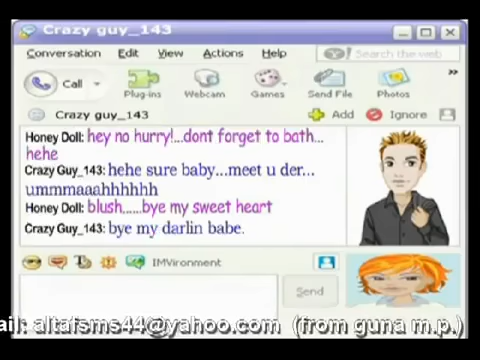 Crazy guy_143
Conversation Edit View Actions Help
Search the web
Call
Plug-ins Webcam Games Send File Photos
Crazy guy_143 Add Ignore
Honey Doll: hey no hurry!...dont forget to bath...
hehe
Crazy Guy_143: hehe sure baby...meet u der...
ummmaaahhhhhh
Honey Doll: blush......bye my sweet heart
Crazy Guy_143: bye my darlin babe.
IMVironment
Send
ail: altafsms44@yahoo.com (from guna m.p.)